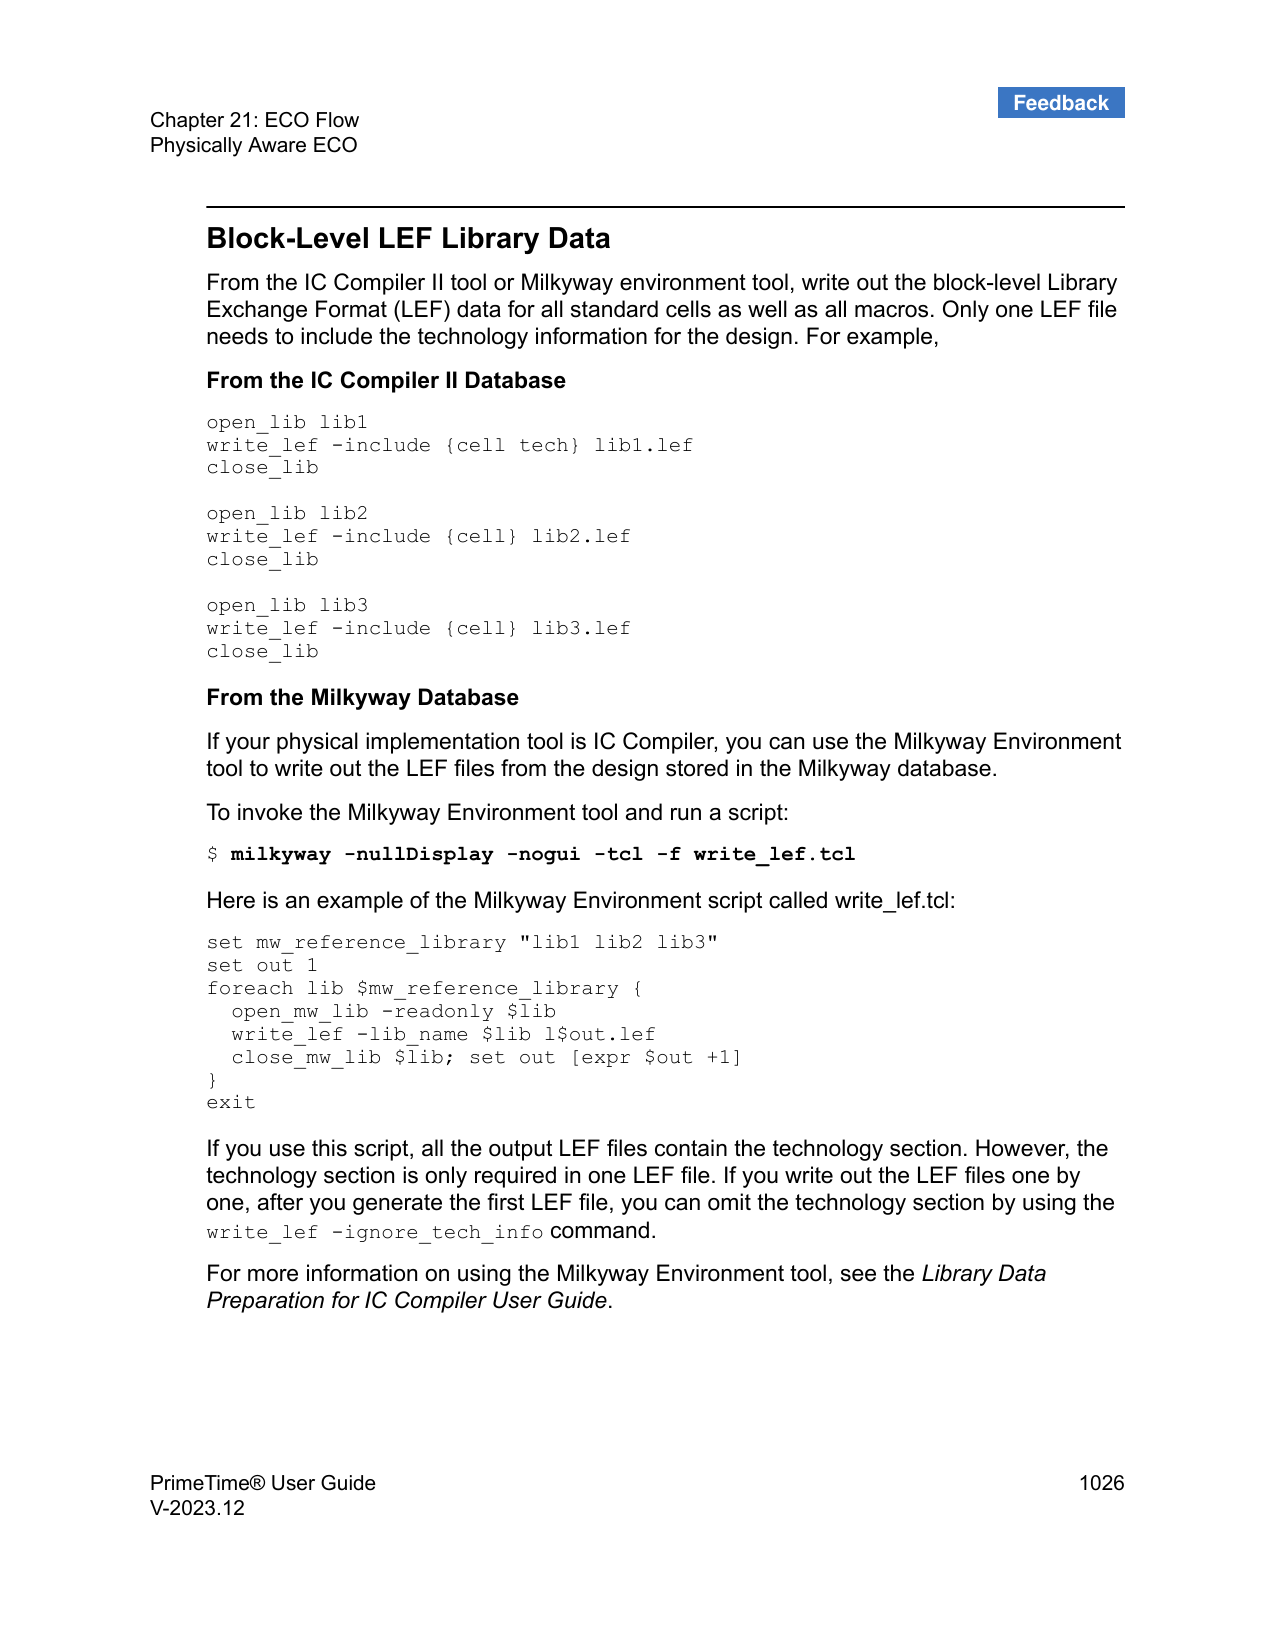 Feedback
Chapter 21: ECO Flow
Physically Aware ECO
Block-Level LEF Library Data
From the IC Compiler II tool or Milkyway environment tool, write out the block-level Library
Exchange Format (LEF) data for all standard cells as well as all macros. Only one LEF file
needs to include the technology information for the design. For example,
From the IC Compiler II Database
open_lib lib1
write_lef -include {cell tech} lib1.lef
close_lib
open_lib lib2
write_lef -include {cell} lib2.lef
close_lib
open_lib lib3
write_lef -include {cell} lib3.lef
close_lib
From the Milkyway Database
If your physical implementation tool is IC Compiler, you can use the Milkyway Environment
tool to write out the LEF files from the design stored in the Milkyway database.
To invoke the Milkyway Environment tool and run a script:
$ milkyway -nullDisplay -nogui -tcl -f write_lef.tcl
Here is an example of the Milkyway Environment script called write_lef.tcl:
set mw_reference_library "lib1 lib2 lib3"
set out 1
foreach lib $mw_reference_library {
  open_mw_lib -readonly $lib
  write_lef -lib_name $lib l$out.lef
  close_mw_lib $lib; set out [expr $out +1]
}
exit
If you use this script, all the output LEF files contain the technology section. However, the
technology section is only required in one LEF file. If you write out the LEF files one by
one, after you generate the first LEF file, you can omit the technology section by using the
write_lef -ignore_tech_info command.
For more information on using the Milkyway Environment tool, see the Library Data
Preparation for IC Compiler User Guide.
PrimeTime® User Guide 1026
V-2023.12